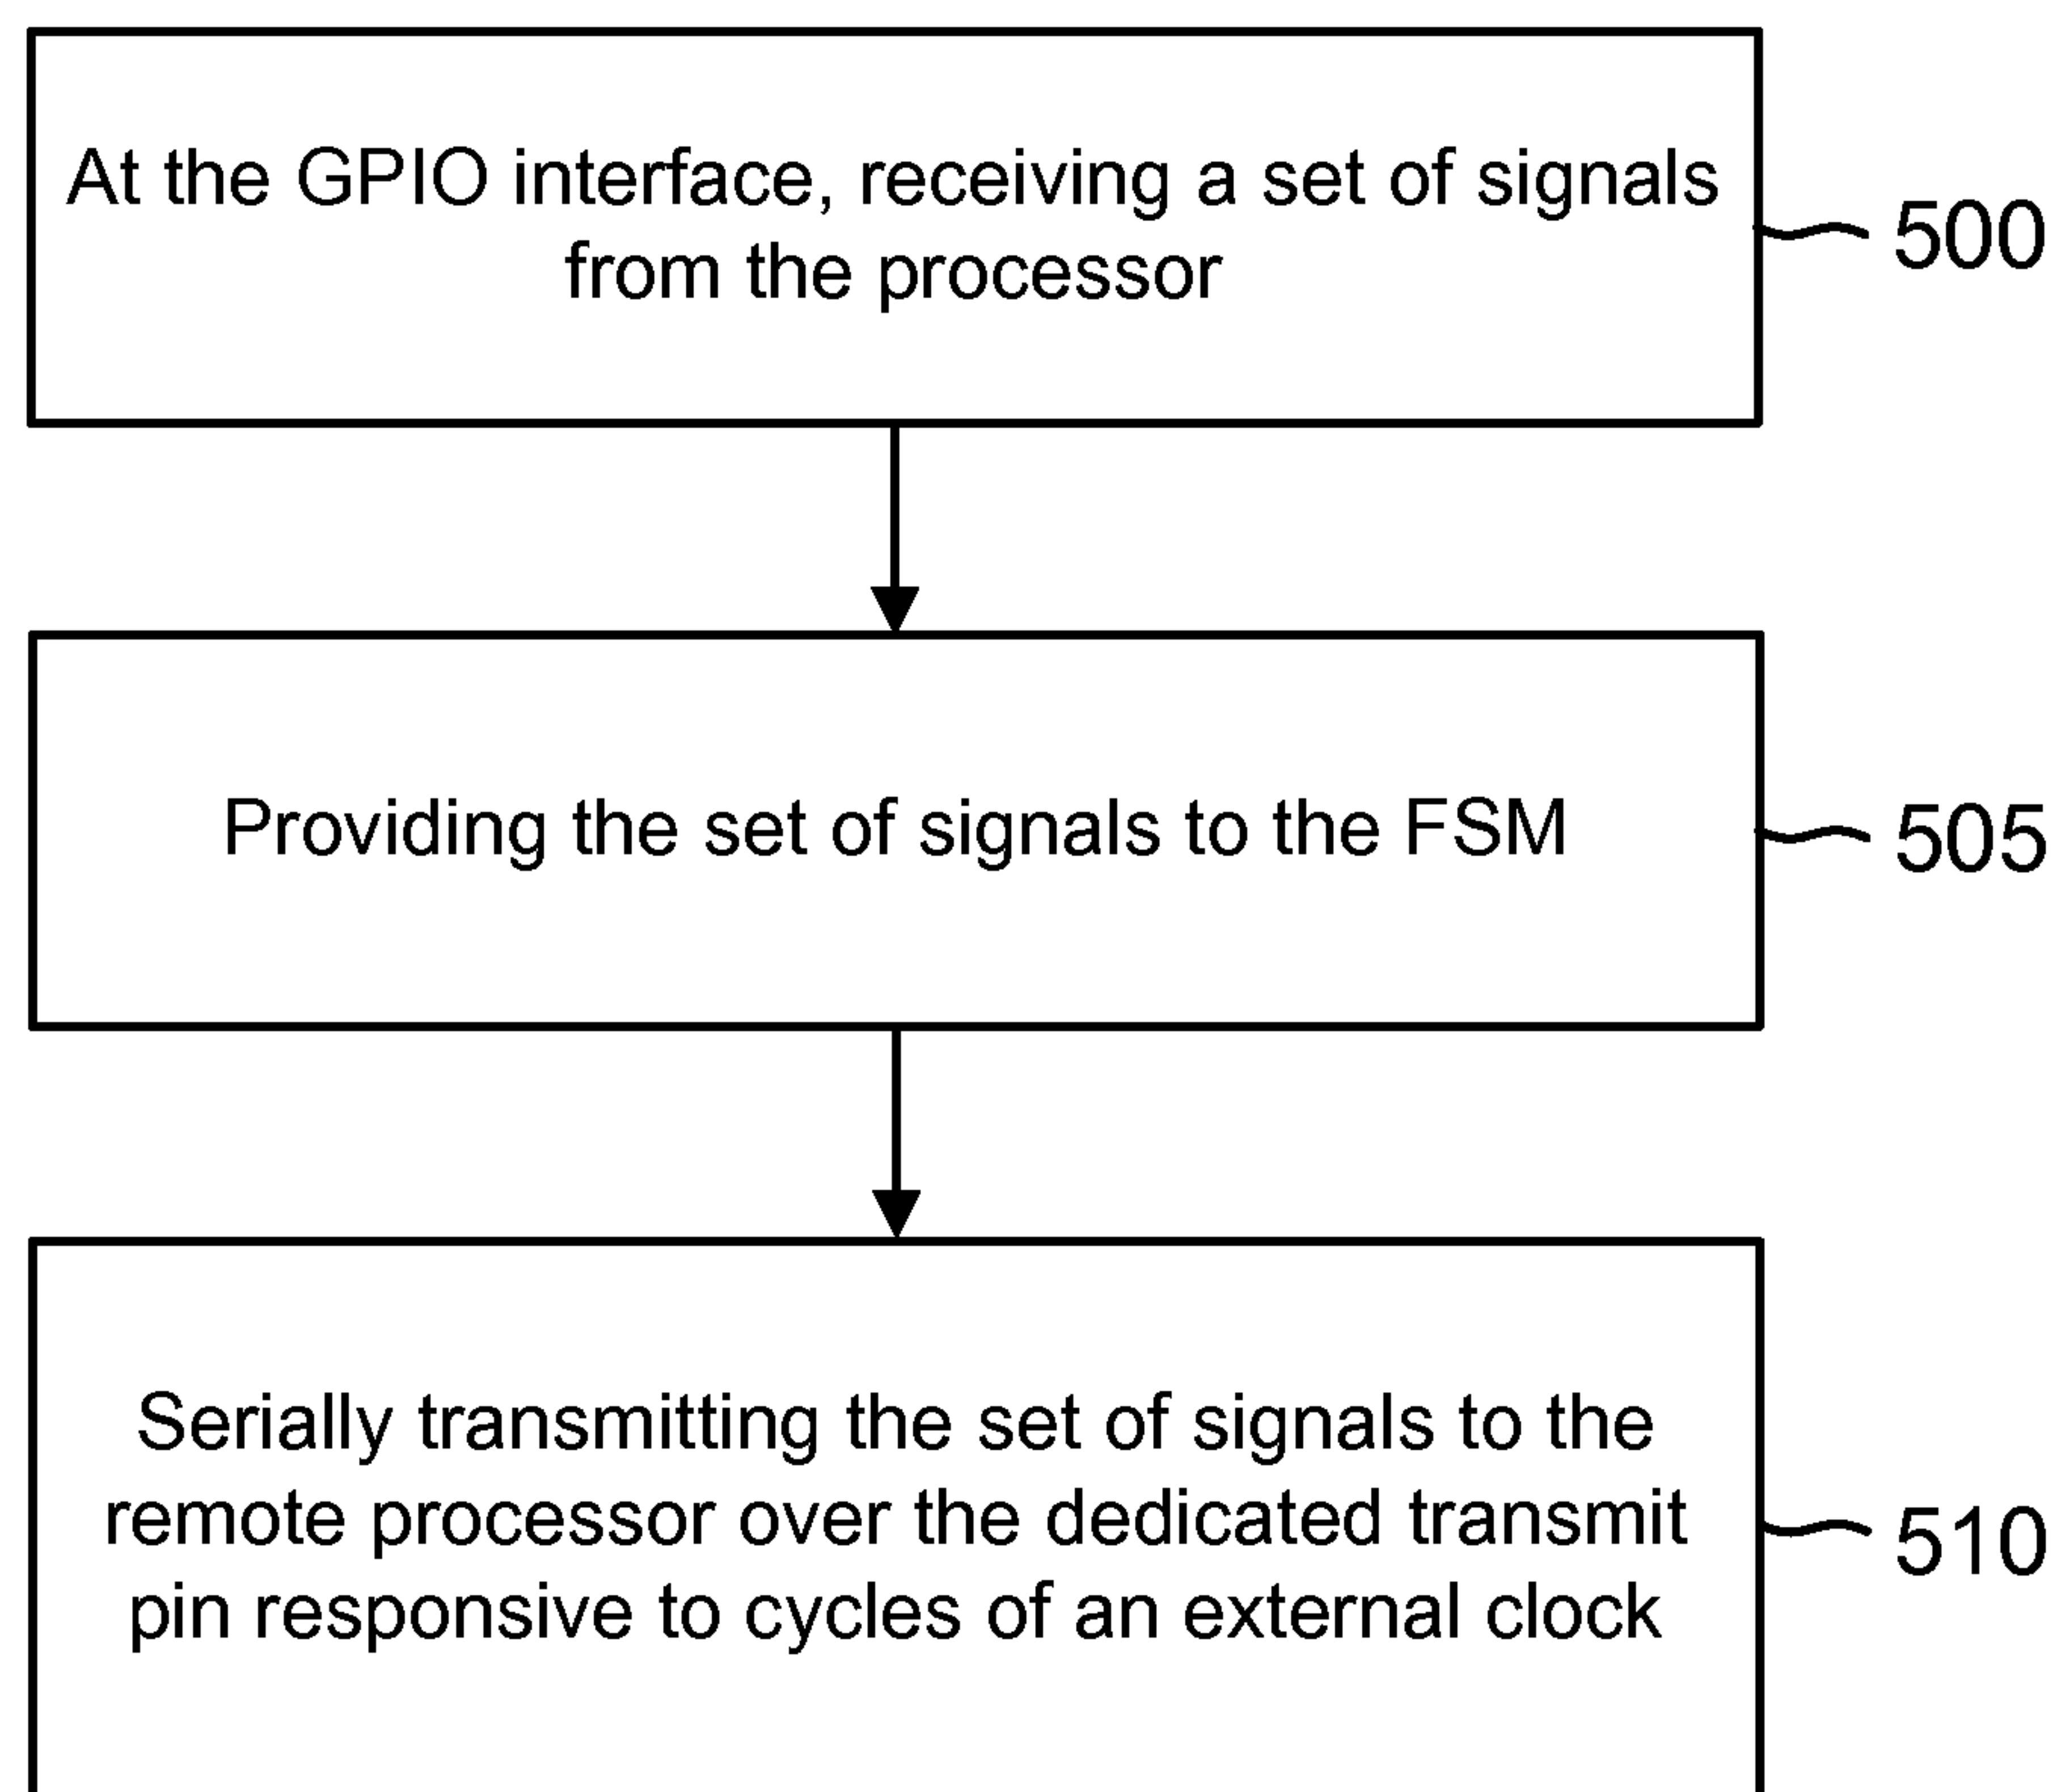 At the GPIO interface, receiving a set of signals
from the processor
500
Providing the set of signals to the FSM
505
Serially transmitting the set of signals to the
remote processor over the dedicated transmit
pin responsive to cycles of an external clock
510